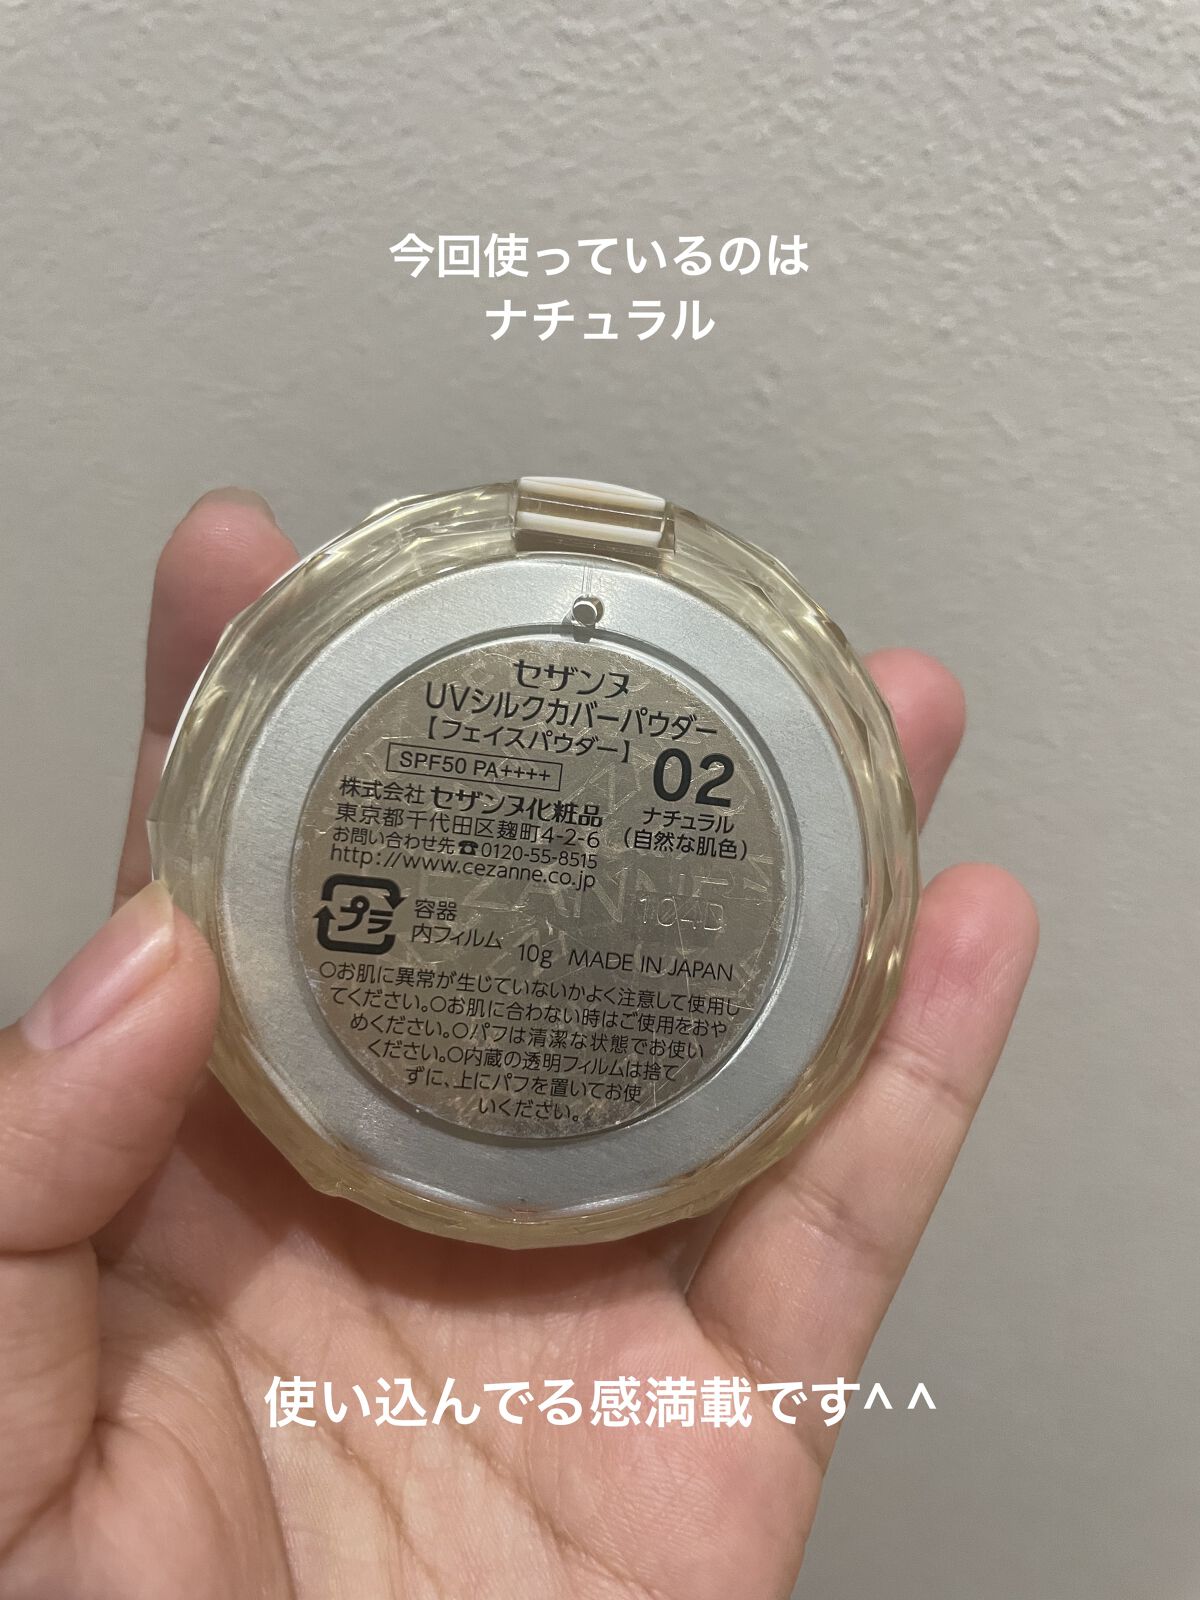 今回使っているのは
ナチュラル
セザンヌ
UVシルクカバーパウダー
【フェイスパウダー】
SPF50 PA++++
02
ナチュラル
(自然な肌色)
株式会社 セザンヌ化粧品
東京都千代田区麹町4-2-6
お問い合わせ先☎0120-55-8515
http://www.cezanne.co.jp
104D
プラ
容器
内フィルム
10g MADE IN JAPAN
○お肌に異常が生じていないかよく注意して使用し
てください。○お肌に合わない時はご使用をおや
めください。○パフは清潔な状態でお使い
ください。○内蔵の透明フィルムは捨て
ずに、上にパフを置いてお使
いください。
使い込んでる感満載です^ ^